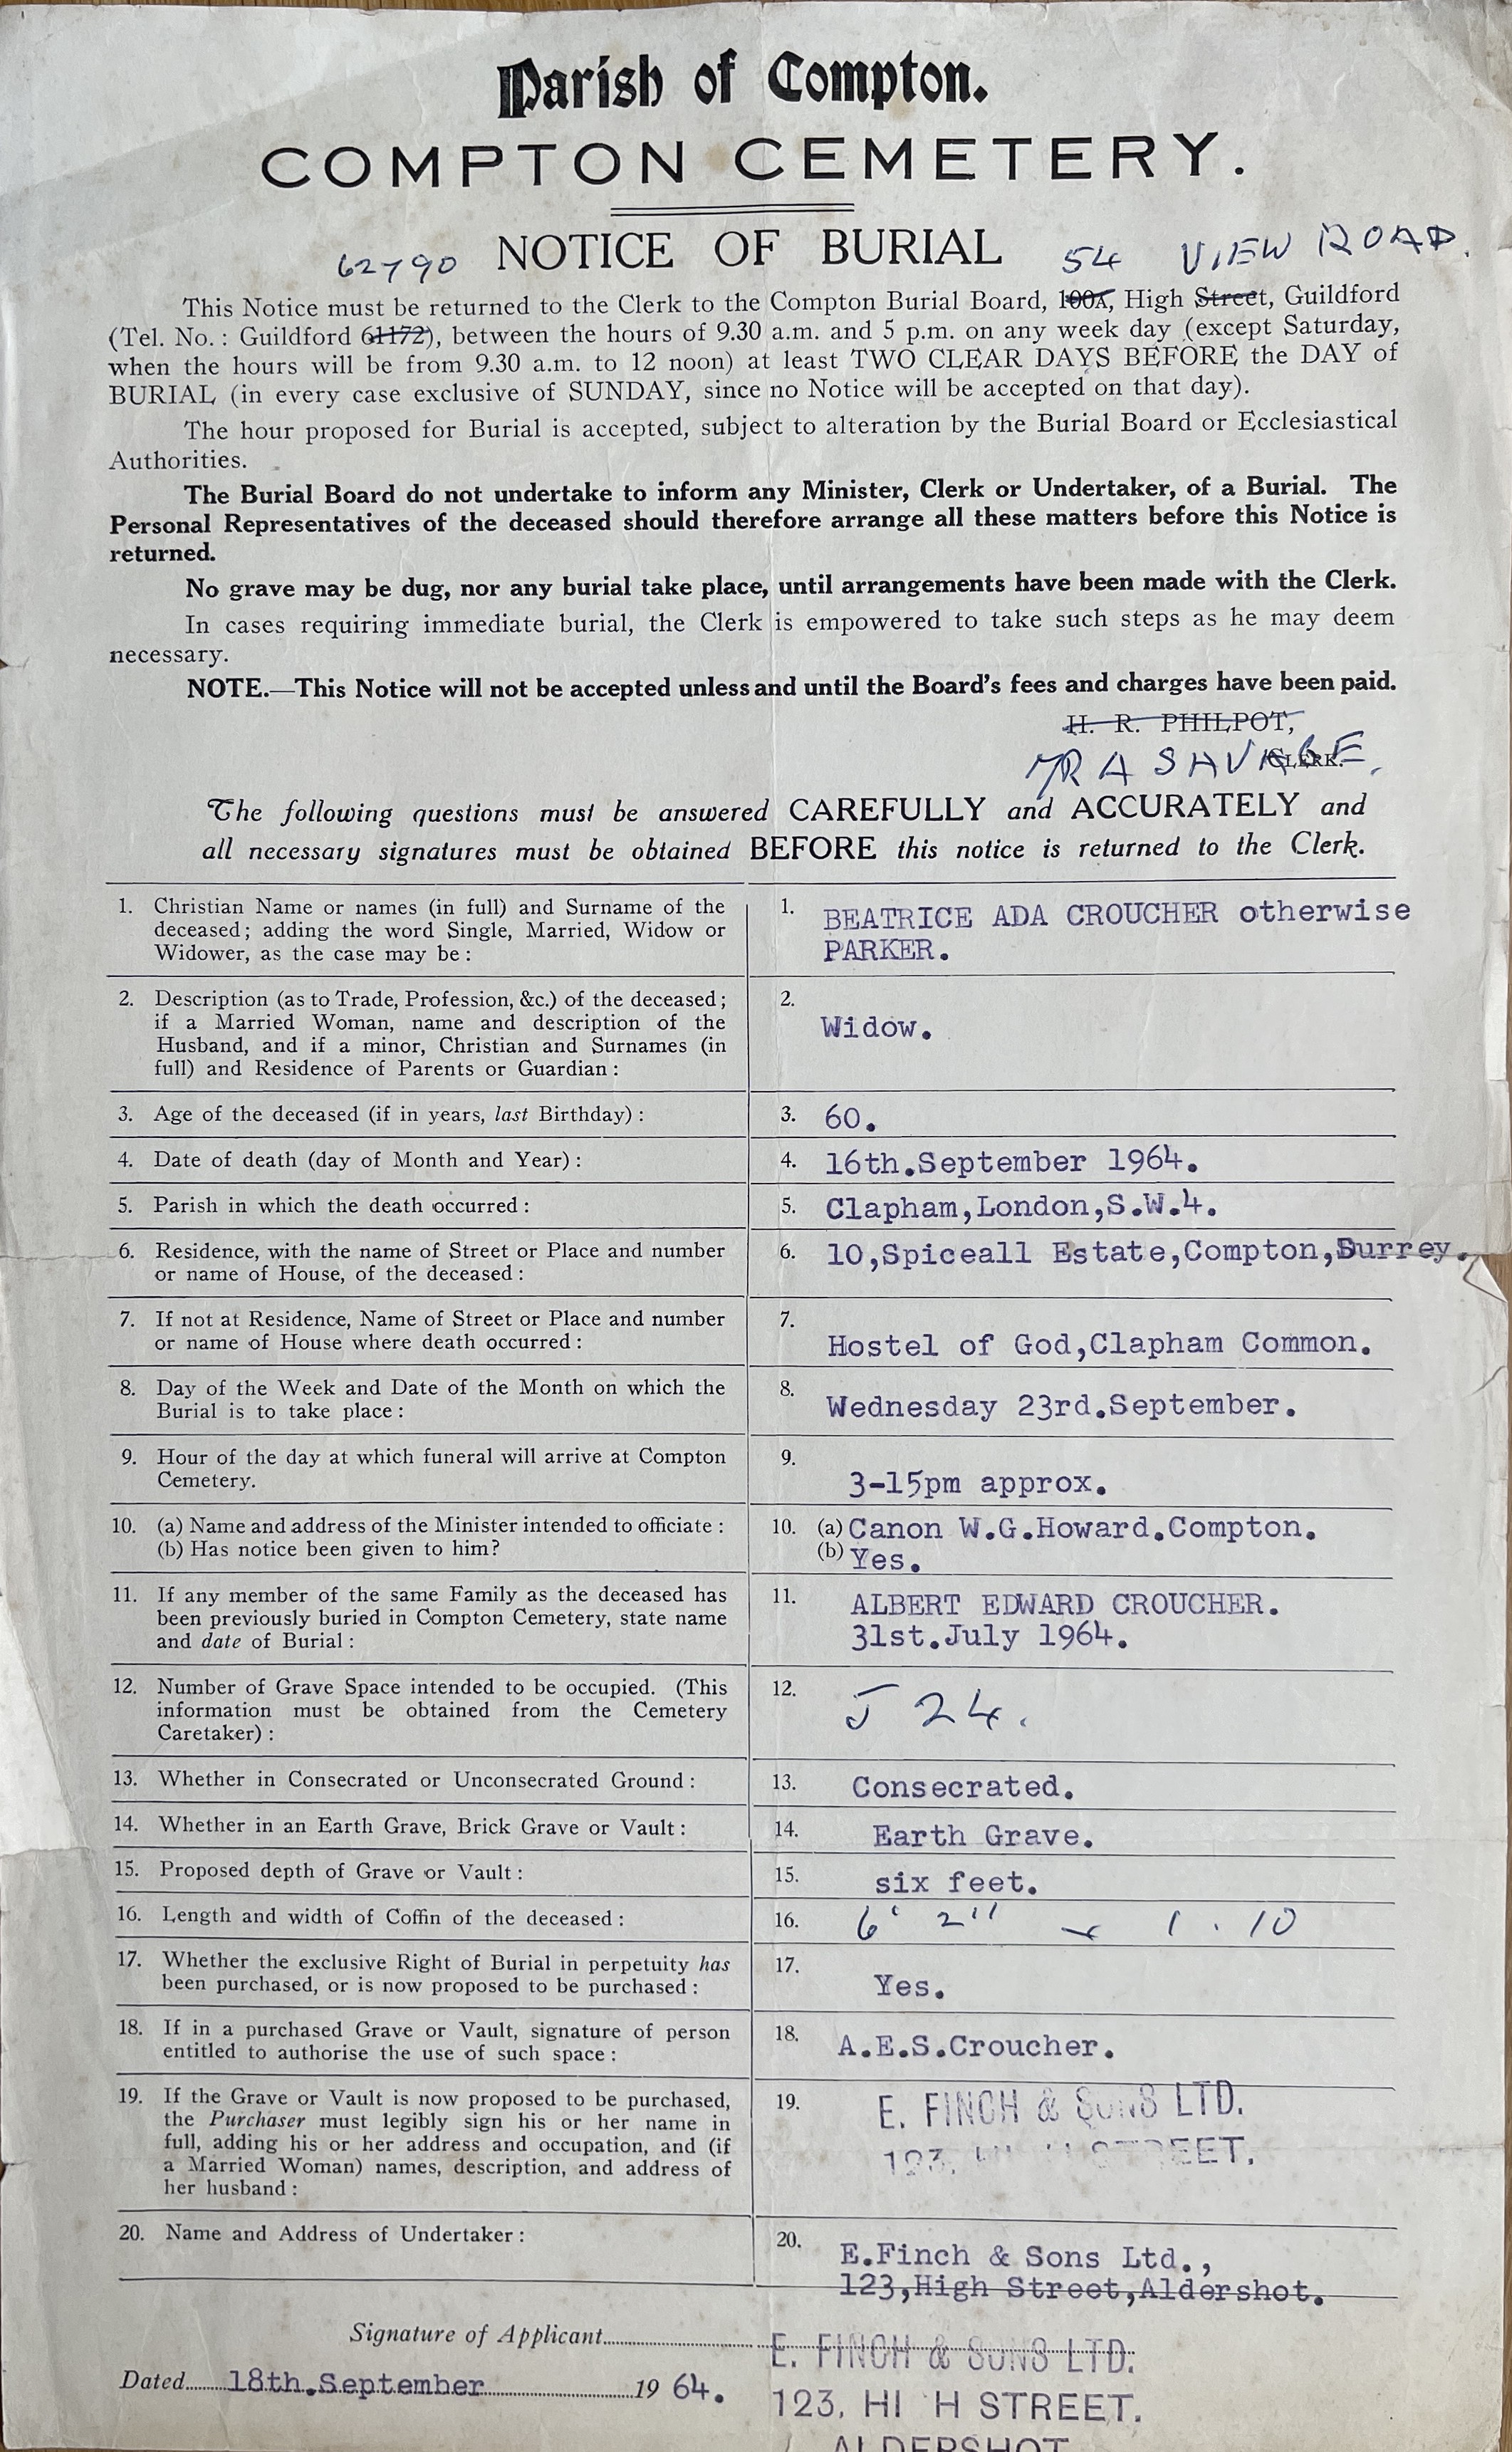 Parish of Compton.
COMPTON CEMETERY.
62790 NOTICE OF BURIAL 54 VIEW ROAD.
This Notice must be returned to the Clerk to the Compton Burial Board, 100A, High Street, Guildford
(Tel. No. : Guildford 61172), between the hours of 9.30 a.m. and 5 p.m. on any week day (except Saturday,
when the hours will be from 9.30 a.m. to 12 noon) at least TWO CLEAR DAYS BEFORE the DAY of
BURIAL (in every case exclusive of SUNDAY, since no Notice will be accepted on that day).
The hour proposed for Burial is accepted, subject to alteration by the Burial Board or Ecclesiastical
Authorities.
The Burial Board do not undertake to inform any Minister, Clerk or Undertaker, of a Burial. The
Personal Representatives of the deceased should therefore arrange all these matters before this Notice is
returned.
No grave may be dug, nor any burial take place, until arrangements have been made with the Clerk.
In cases requiring immediate burial, the Clerk is empowered to take such steps as he may deem
necessary.
NOTE.—This Notice will not be accepted unless and until the Board's fees and charges have been paid.
H. R. PHILPOT,
MR A SAVAGE, CLERK.
The following questions must be answered CAREFULLY and ACCURATELY and
all necessary signatures must be obtained BEFORE this notice is returned to the Clerk.
1. Christian Name or names (in full) and Surname of the
deceased; adding the word Single, Married, Widow or
Widower, as the case may be :
1. BEATRICE ADA CROUCHER otherwise
PARKER.
2. Description (as to Trade, Profession, &c.) of the deceased;
if a Married Woman, name and description of the
Husband, and if a minor, Christian and Surnames (in
full) and Residence of Parents or Guardian :
2.
Widow.
3. Age of the deceased (if in years, last Birthday) :
3. 60.
4. Date of death (day of Month and Year) :
4. 16th.September 1964.
5. Parish in which the death occurred :
5. Clapham,London,S.W.4.
6. Residence, with the name of Street or Place and number
or name of House, of the deceased :
6. 10,Spiceall Estate,Compton,Surrey.
7. If not at Residence, Name of Street or Place and number
or name of House where death occurred :
7.
Hostel of God,Clapham Common.
8. Day of the Week and Date of the Month on which the
Burial is to take place :
8.
Wednesday 23rd.September.
9. Hour of the day at which funeral will arrive at Compton
Cemetery.
9.
3-15pm approx.
10. (a) Name and address of the Minister intended to officiate :
(b) Has notice been given to him?
10. (a) Canon W.G.Howard.Compton.
(b) Yes.
11. If any member of the same Family as the deceased has
been previously buried in Compton Cemetery, state name
and date of Burial :
11. ALBERT EDWARD CROUCHER.
31st.July 1964.
12. Number of Grave Space intended to be occupied. (This
information must be obtained from the Cemetery
Caretaker) :
12. J 24.
13. Whether in Consecrated or Unconsecrated Ground :
13. Consecrated.
14. Whether in an Earth Grave, Brick Grave or Vault :
14. Earth Grave.
15. Proposed depth of Grave or Vault :
15. six feet.
16. Length and width of Coffin of the deceased :
16. 6' 2" x 1 . 10
17. Whether the exclusive Right of Burial in perpetuity has
been purchased, or is now proposed to be purchased :
17.
Yes.
18. If in a purchased Grave or Vault, signature of person
entitled to authorise the use of such space :
18. A.E.S.Croucher.
19. If the Grave or Vault is now proposed to be purchased,
the Purchaser must legibly sign his or her name in
full, adding his or her address and occupation, and (if
a Married Woman) names, description, and address of
her husband :
19. E. FINCH & SONS LTD.
123, STREET.
20. Name and Address of Undertaker :
20. E.Finch & Sons Ltd.,
123,High Street,Aldershot.
Signature of Applicant
E. FINCH & SONS LTD.
Dated 18th.September 1964.
123, HI H STREET.
ALDERSHOT